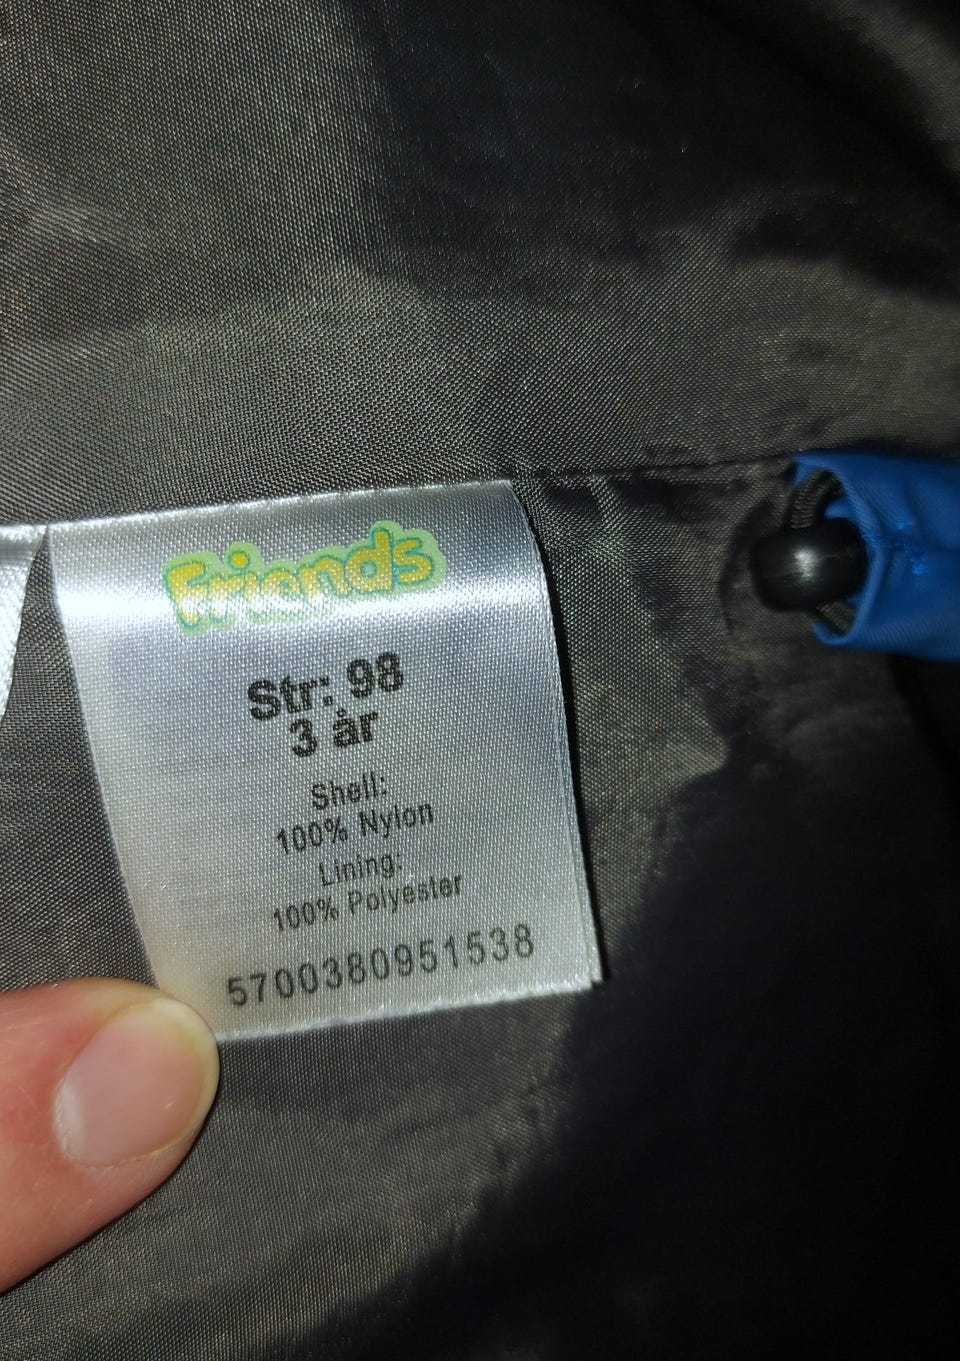 Friends
Str: 98
3 år
Shell:
100% Nylon
Lining:
100% Polyester
5700380951538